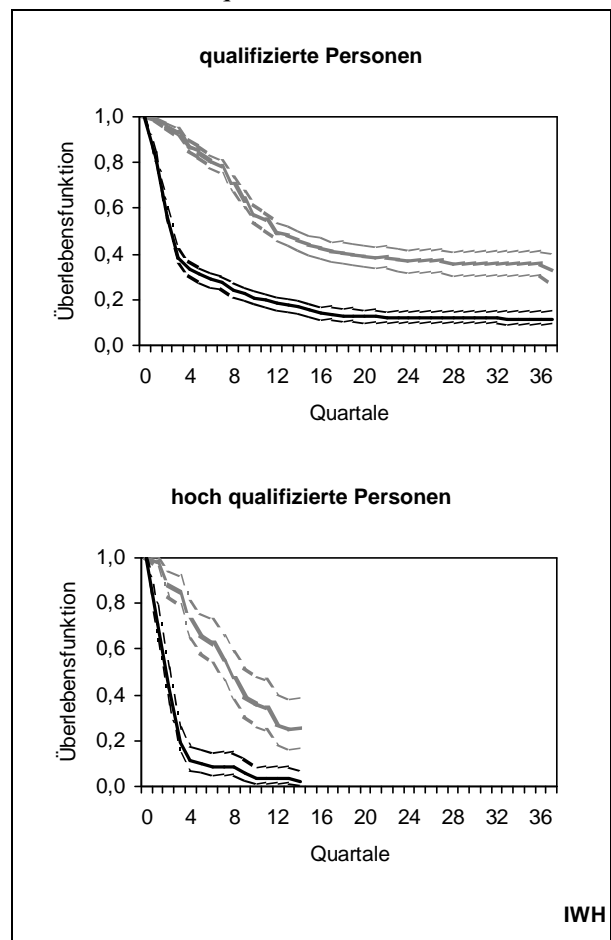 qualifizierte Personen
1,0
0,8
0,6
0,4
0,2
0,0
Überlebensfunktion
0 4 8 12 16 20 24 28 32 36
Quartale
hoch qualifizierte Personen
1,0
0,8
0,6
0,4
0,2
0,0
Überlebensfunktion
0 4 8 12 16 20 24 28 32 36
Quartale
IWH